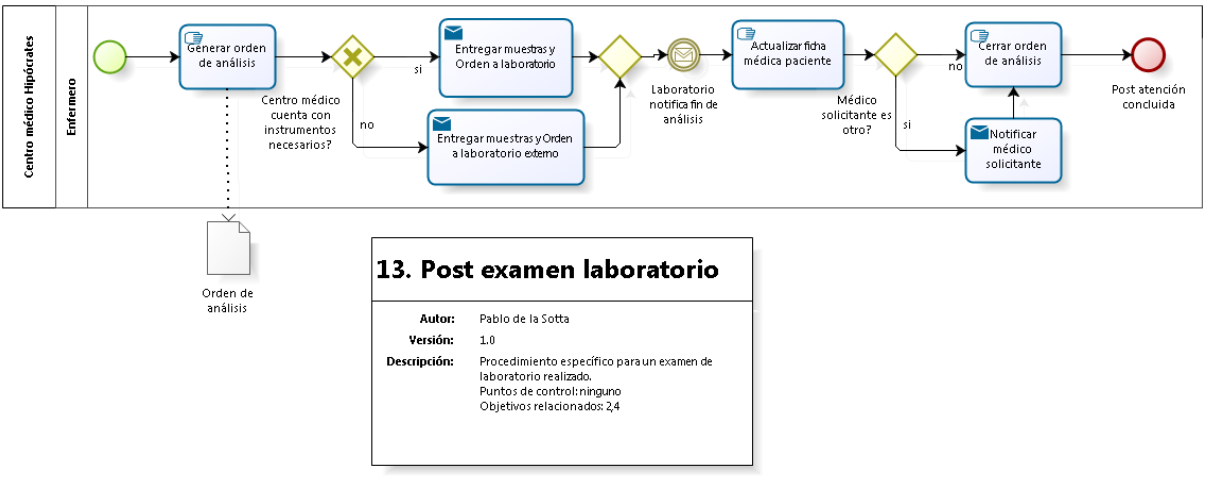 Centro médico Hipócrates
Enfermero
Generar orden
de análisis
Centro médico
cuenta con
instrumentos
necesarios?
si
no
Entregar muestras y
Orden a laboratorio
Entregar muestras y Orden
a laboratorio externo
Laboratorio
notifica fin de
análisis
Actualizar ficha
médica paciente
Médico
solicitante es
otro?
no
si
Cerrar orden
de análisis
Notificar
médico
solicitante
Post atención
concluida
Orden de
análisis
13. Post examen laboratorio
Autor: Pablo de la Sotta
Versión: 1.0
Descripción: Procedimiento específico para un examen de
laboratorio realizado.
Puntos de control: ninguno
Objetivos relacionados: 2,4